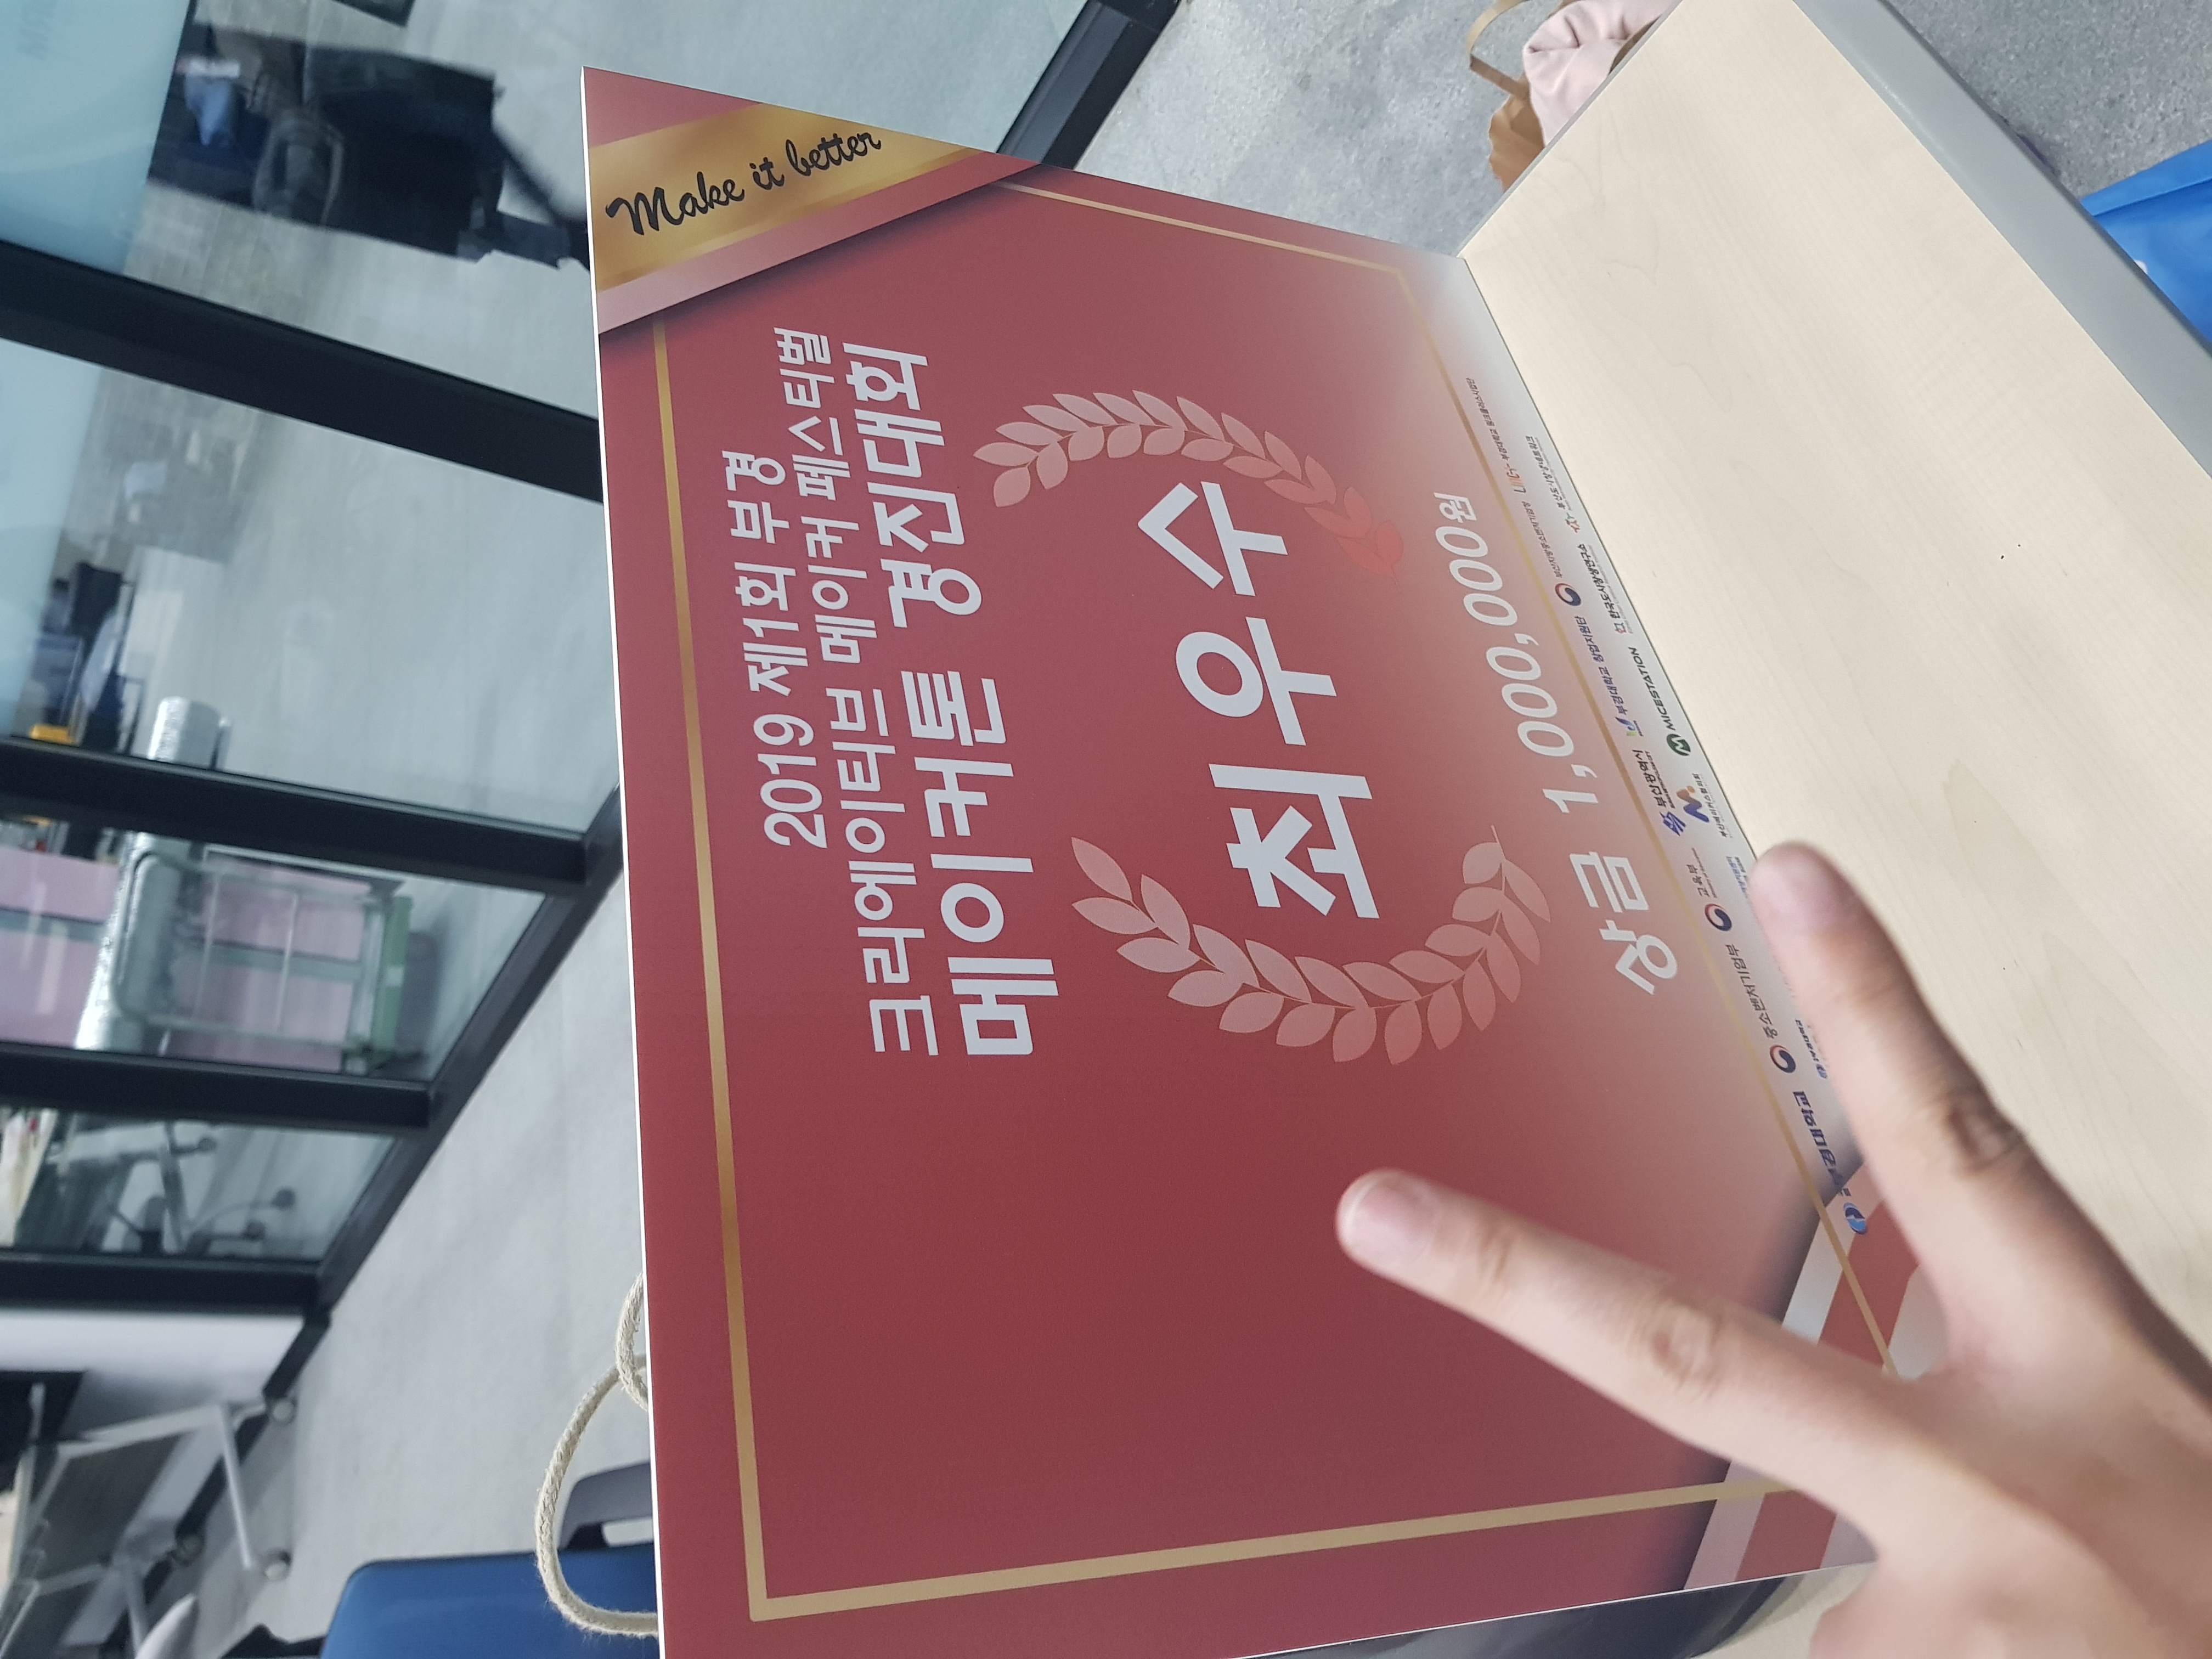 Make it better
2019 제1회 부경
크리에이티브 메이커 페스티벌
메이커톤 경진대회
최우수
상금 1,000,000원
부경대학교 중소벤처기업부 교육부 부산광역시 부경대학교 창업지원단 부산지방중소벤처기업청 부경대학교 링크플러스사업단
부산메이커스협의회 MICESTATION 한국도시창생연구소 부산도시창생네트워크